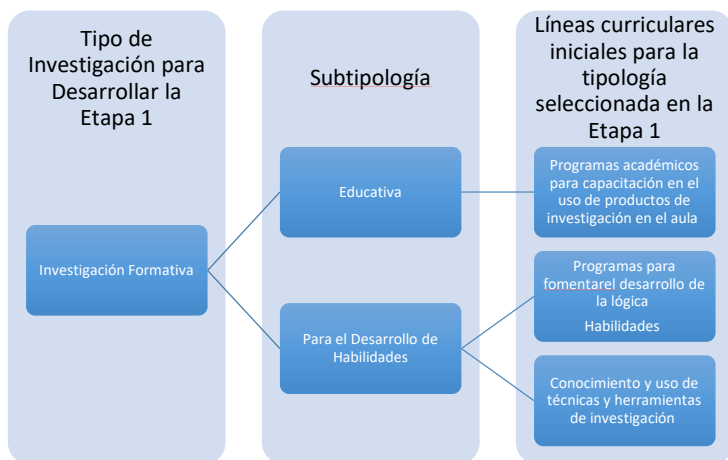 Tipo de
Investigación para
Desarrollar la
Etapa 1
Subtipología
Líneas curriculares
iniciales para la
tipología
seleccionada en la
Etapa 1
Investigación Formativa
Educativa
Para el Desarrollo de
Habilidades
Programas académicos
para capacitación en el
uso de productos de
investigación en el aula
Programas para
fomentarel desarrollo de
la lógica
Habilidades
Conocimiento y uso de
técnicas y herramientas
de investigación